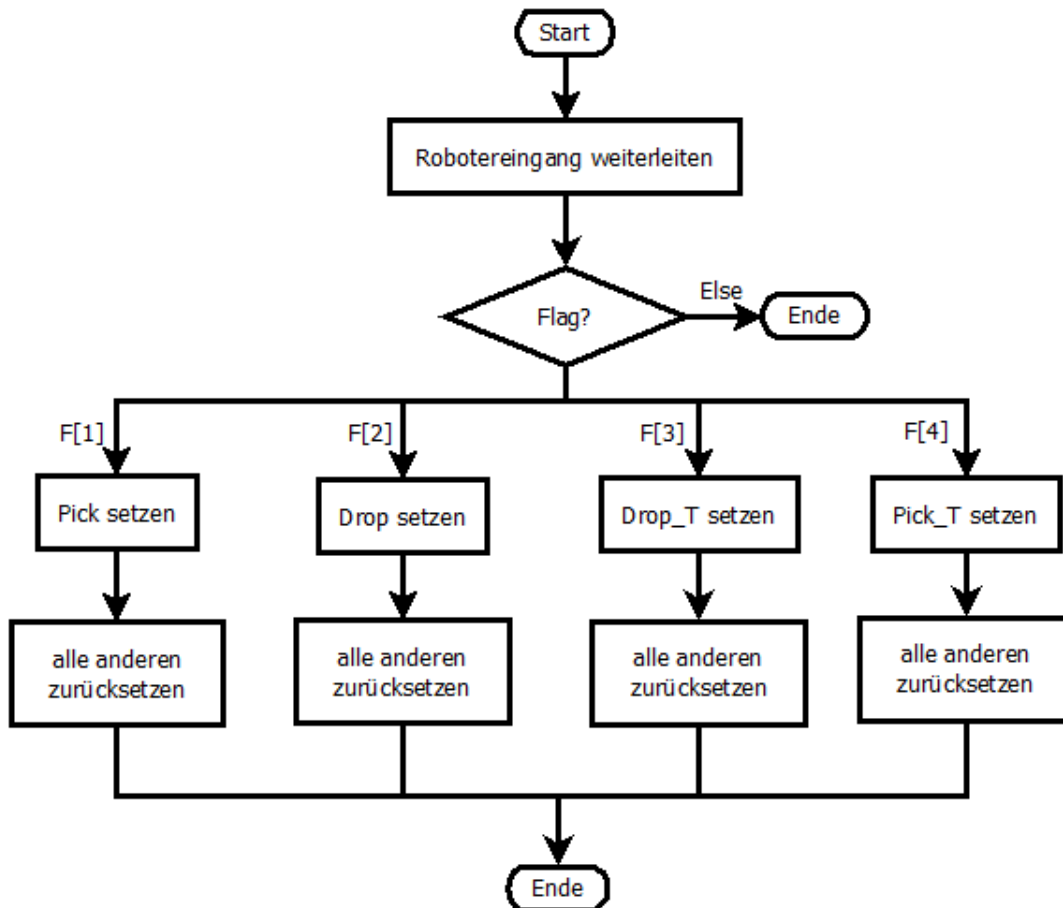 Start
Robotereingang weiterleiten
Flag?
Else
Ende
F[1]
F[2]
F[3]
F[4]
Pick setzen
Drop setzen
Drop_T setzen
Pick_T setzen
alle anderen
zurücksetzen
alle anderen
zurücksetzen
alle anderen
zurücksetzen
alle anderen
zurücksetzen
Ende